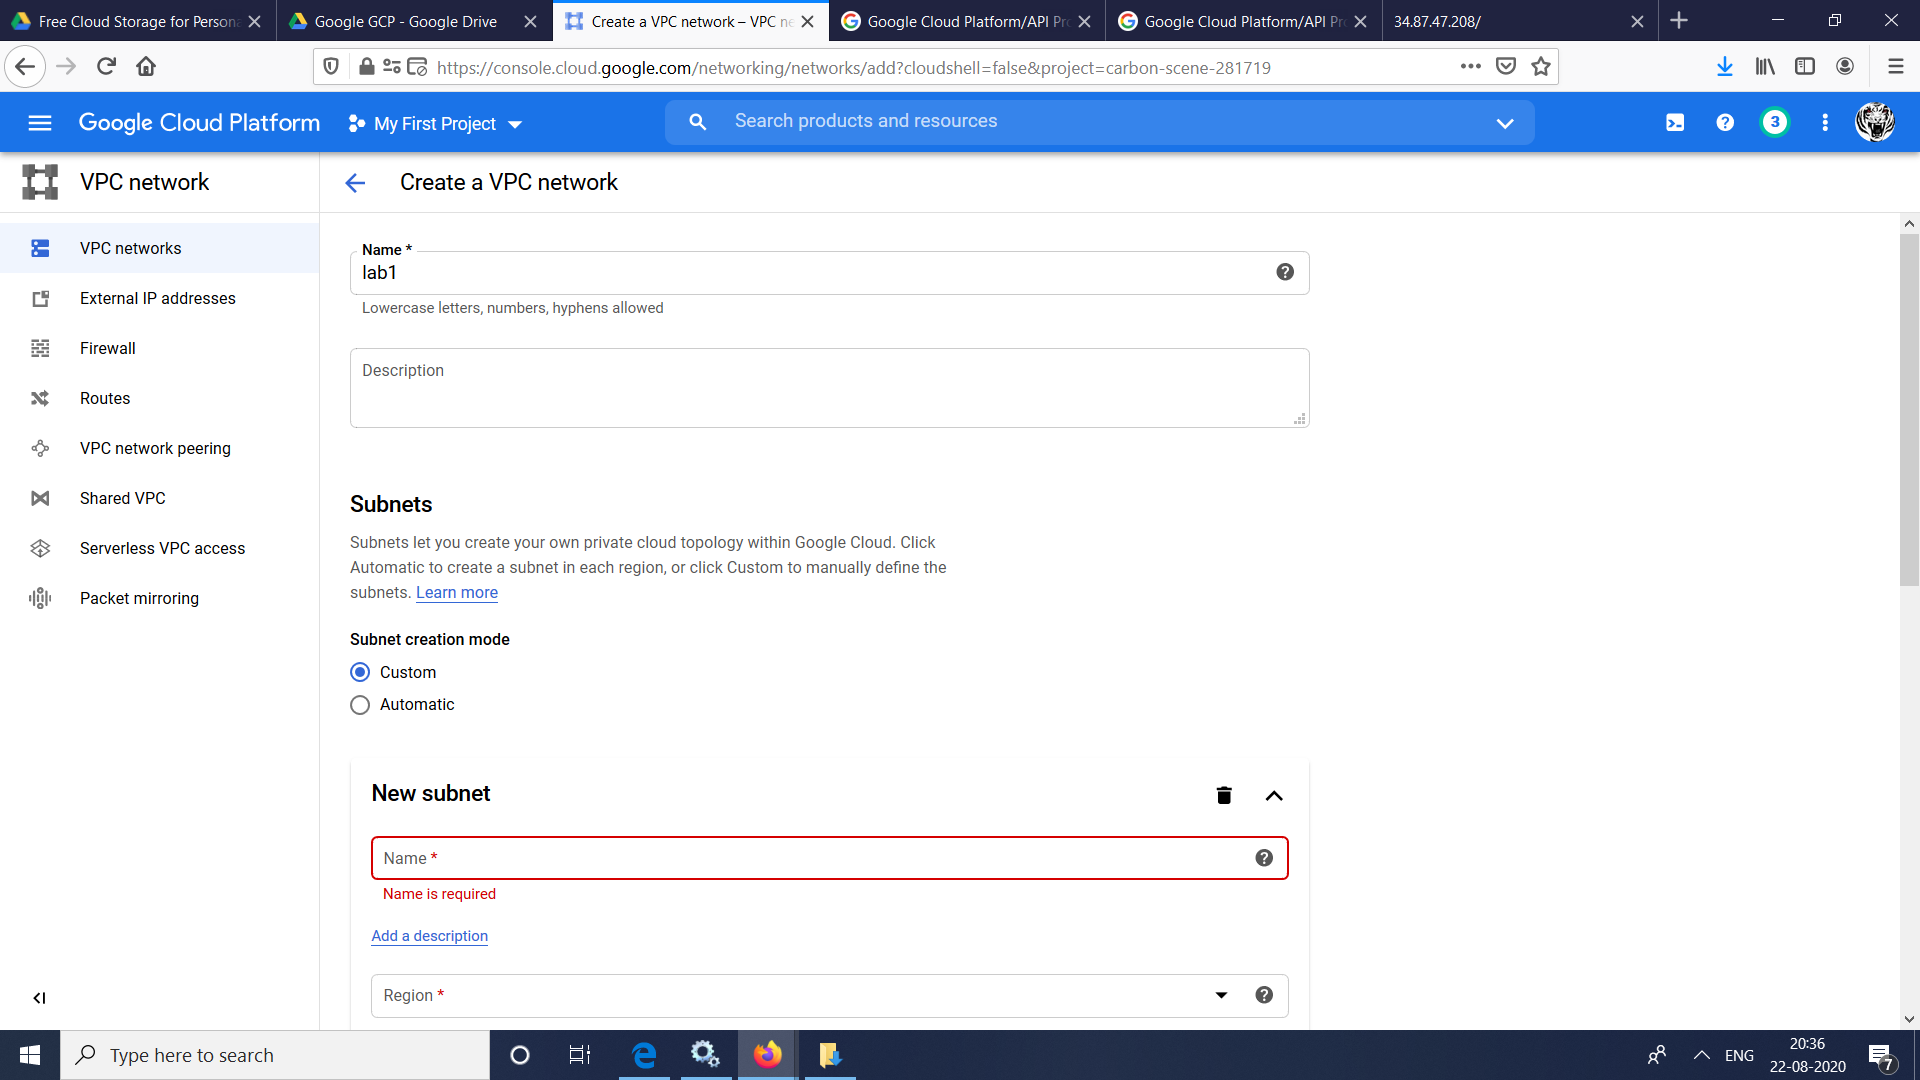 Free Cloud Storage for Persona
Google GCP - Google Drive
Create a VPC network – VPC ne
Google Cloud Platform/API Pro
Google Cloud Platform/API Pro
34.87.47.208/
https://console.cloud.google.com/networking/networks/add?cloudshell=false&project=carbon-scene-281719
Google Cloud Platform
My First Project
Search products and resources
3
VPC network
Create a VPC network
VPC networks
External IP addresses
Firewall
Routes
VPC network peering
Shared VPC
Serverless VPC access
Packet mirroring
Name *
lab1
Lowercase letters, numbers, hyphens allowed
Description
Subnets
Subnets let you create your own private cloud topology within Google Cloud. Click
Automatic to create a subnet in each region, or click Custom to manually define the
subnets. Learn more
Subnet creation mode
Custom
Automatic
New subnet
Name *
Name is required
Add a description
Region *
Type here to search
ENG
20:36
22-08-2020
7